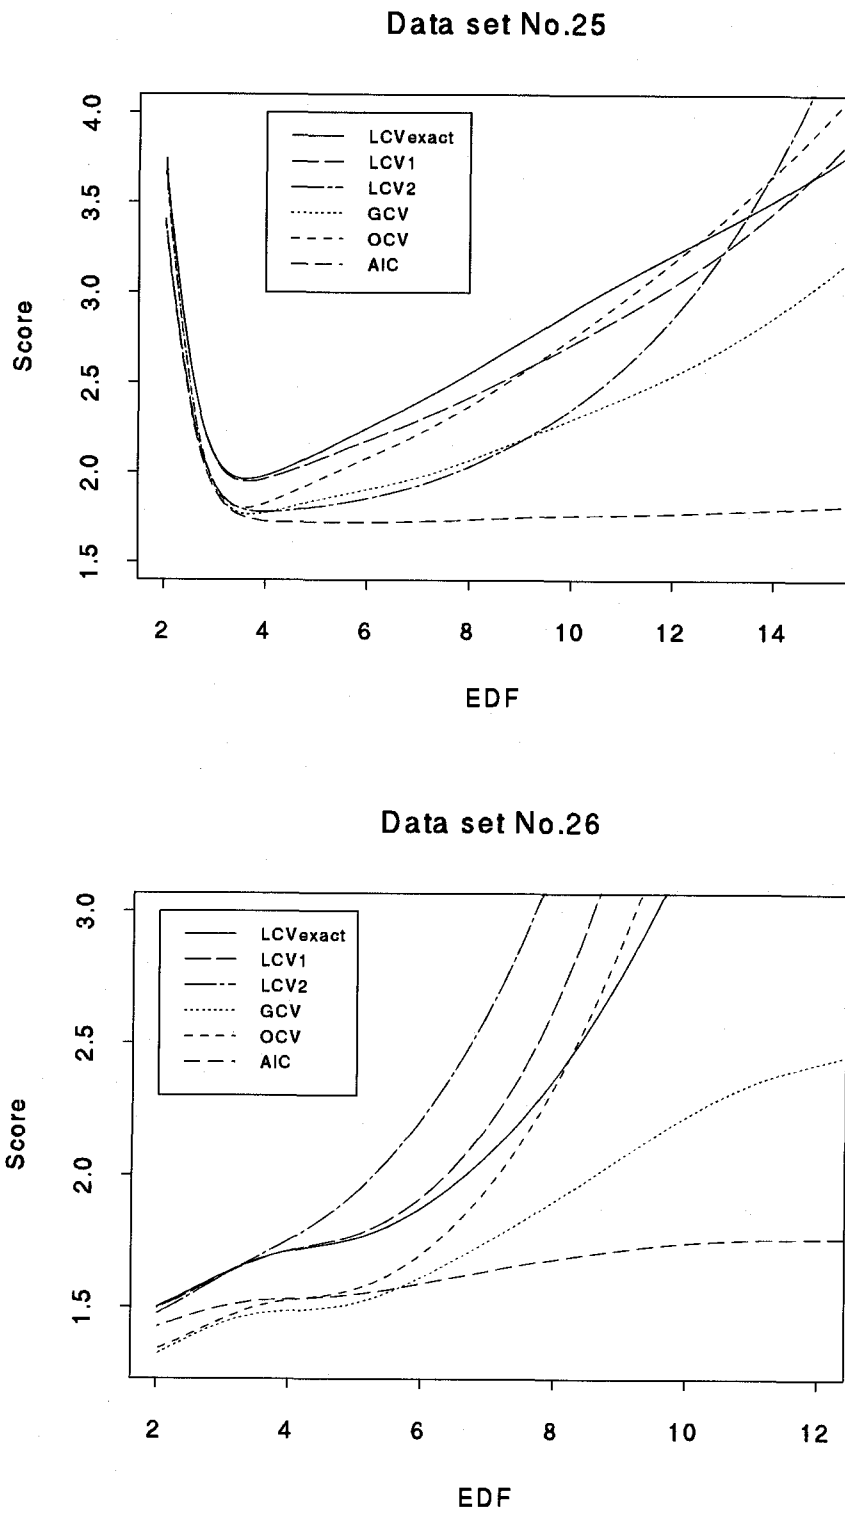 Data set No.25
4.0
3.5
3.0
2.5
2.0
1.5
Score
LCVexact
LCV1
LCV2
GCV
OCV
AIC
2 4 6 8 10 12 14
EDF
Data set No.26
3.0
2.5
2.0
1.5
Score
LCVexact
LCV1
LCV2
GCV
OCV
AIC
2 4 6 8 10 12
EDF